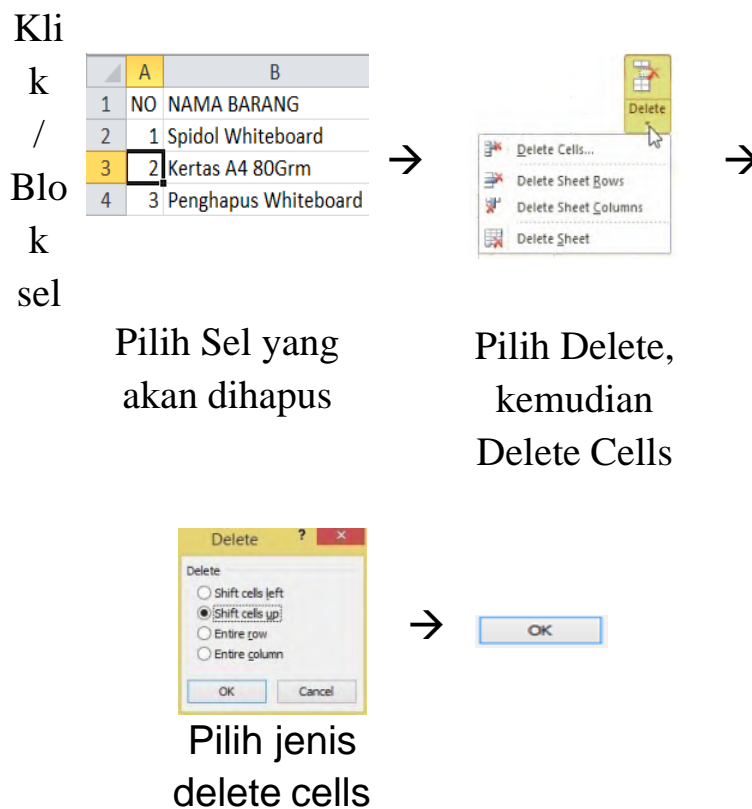 Kli
k
/
Blo
k
sel
A B
1 NO NAMA BARANG
2 1 Spidol Whiteboard
3 2 Kertas A4 80Grm
4 3 Penghapus Whiteboard
→
Delete
Delete Cells...
Delete Sheet Rows
Delete Sheet Columns
Delete Sheet
→
Pilih Sel yang
akan dihapus
Pilih Delete,
kemudian
Delete Cells
Delete ? ×
Delete
Shift cells left
Shift cells up
Entire row
Entire column
OK Cancel
→
OK
Pilih jenis
delete cells